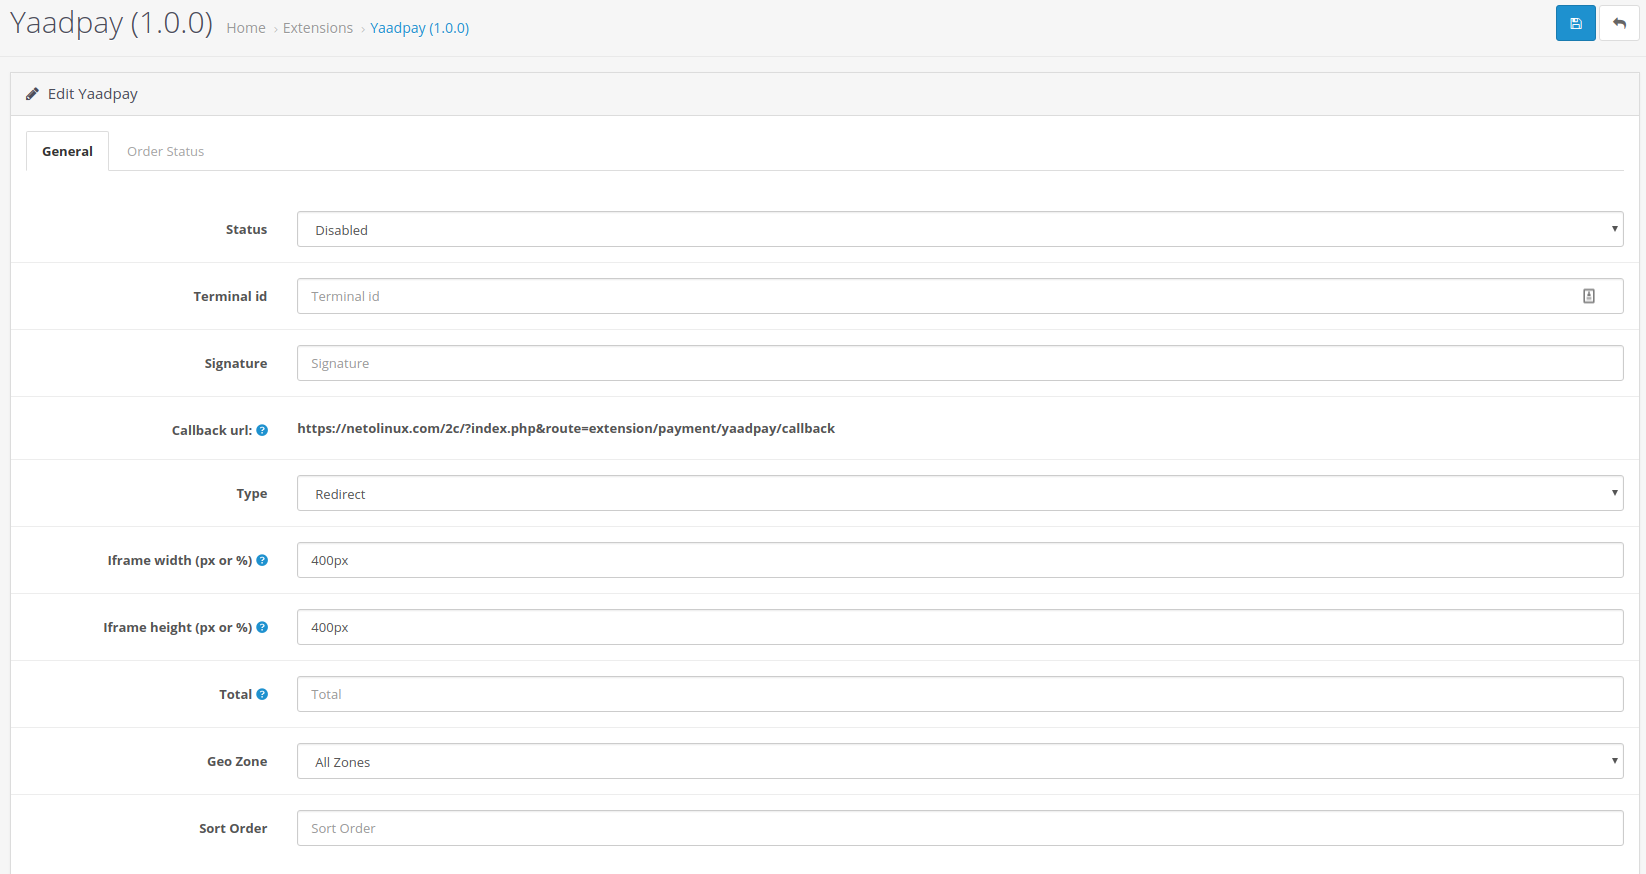 Yaadpay (1.0.0) Home › Extensions › Yaadpay (1.0.0)
Edit Yaadpay
General Order Status
Status Disabled
Terminal id Terminal id
Signature Signature
Callback url: https://netolinux.com/2c/?index.php&route=extension/payment/yaadpay/callback
Type Redirect
Iframe width (px or %) 400px
Iframe height (px or %) 400px
Total Total
Geo Zone All Zones
Sort Order Sort Order